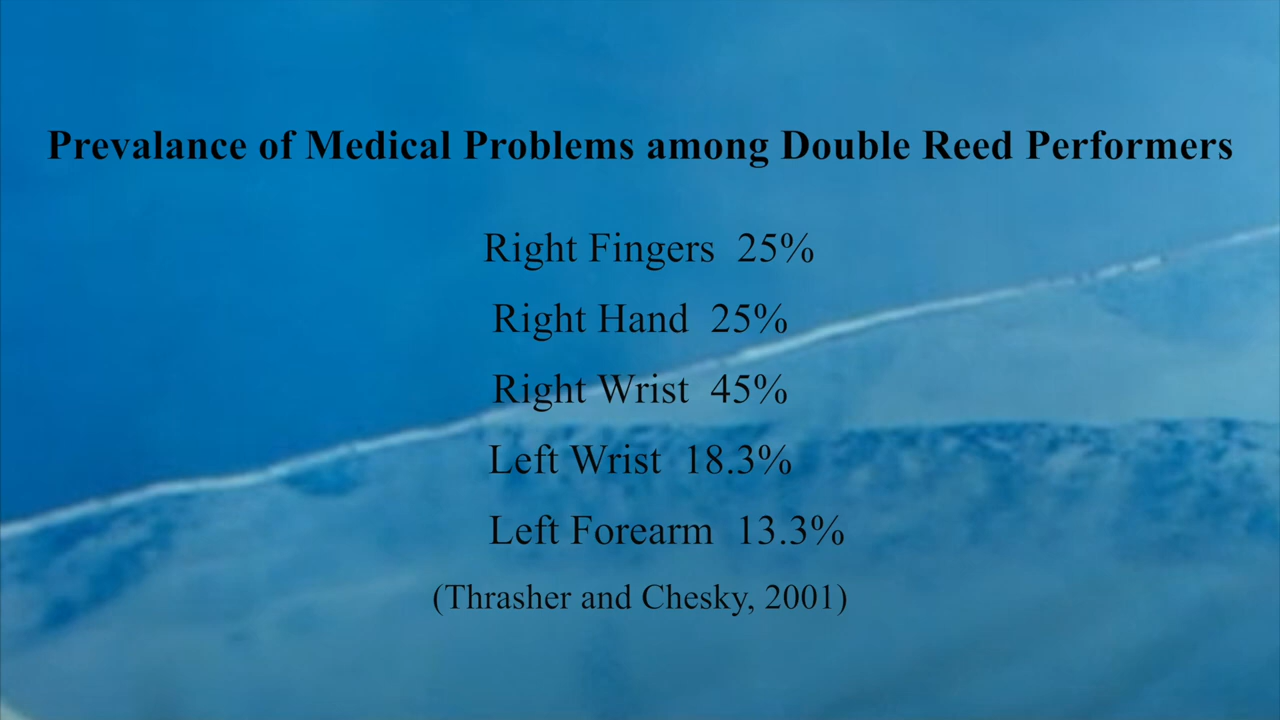 Prevalance of Medical Problems among Double Reed Performers
Right Fingers 25%
Right Hand 25%
Right Wrist 45%
Left Wrist 18.3%
Left Forearm 13.3%
(Thrasher and Chesky, 2001)